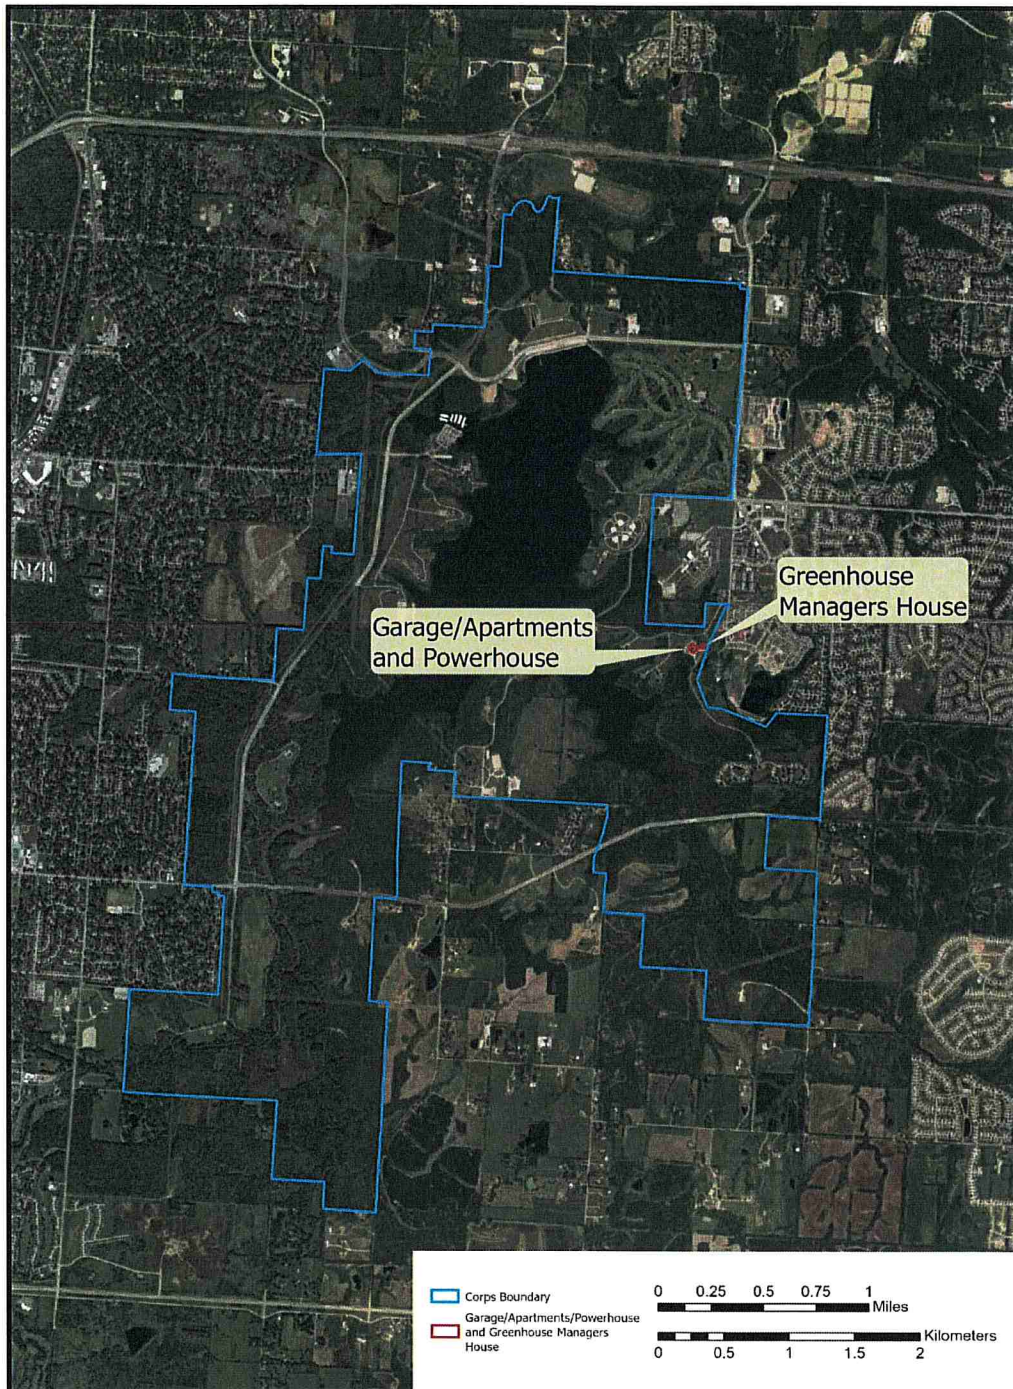 Greenhouse
Managers House
Garage/Apartments
and Powerhouse
Corps Boundary
Garage/Apartments/Powerhouse
and Greenhouse Managers
House
0 0.25 0.5 0.75 1
Miles
Kilometers
0 0.5 1 1.5 2